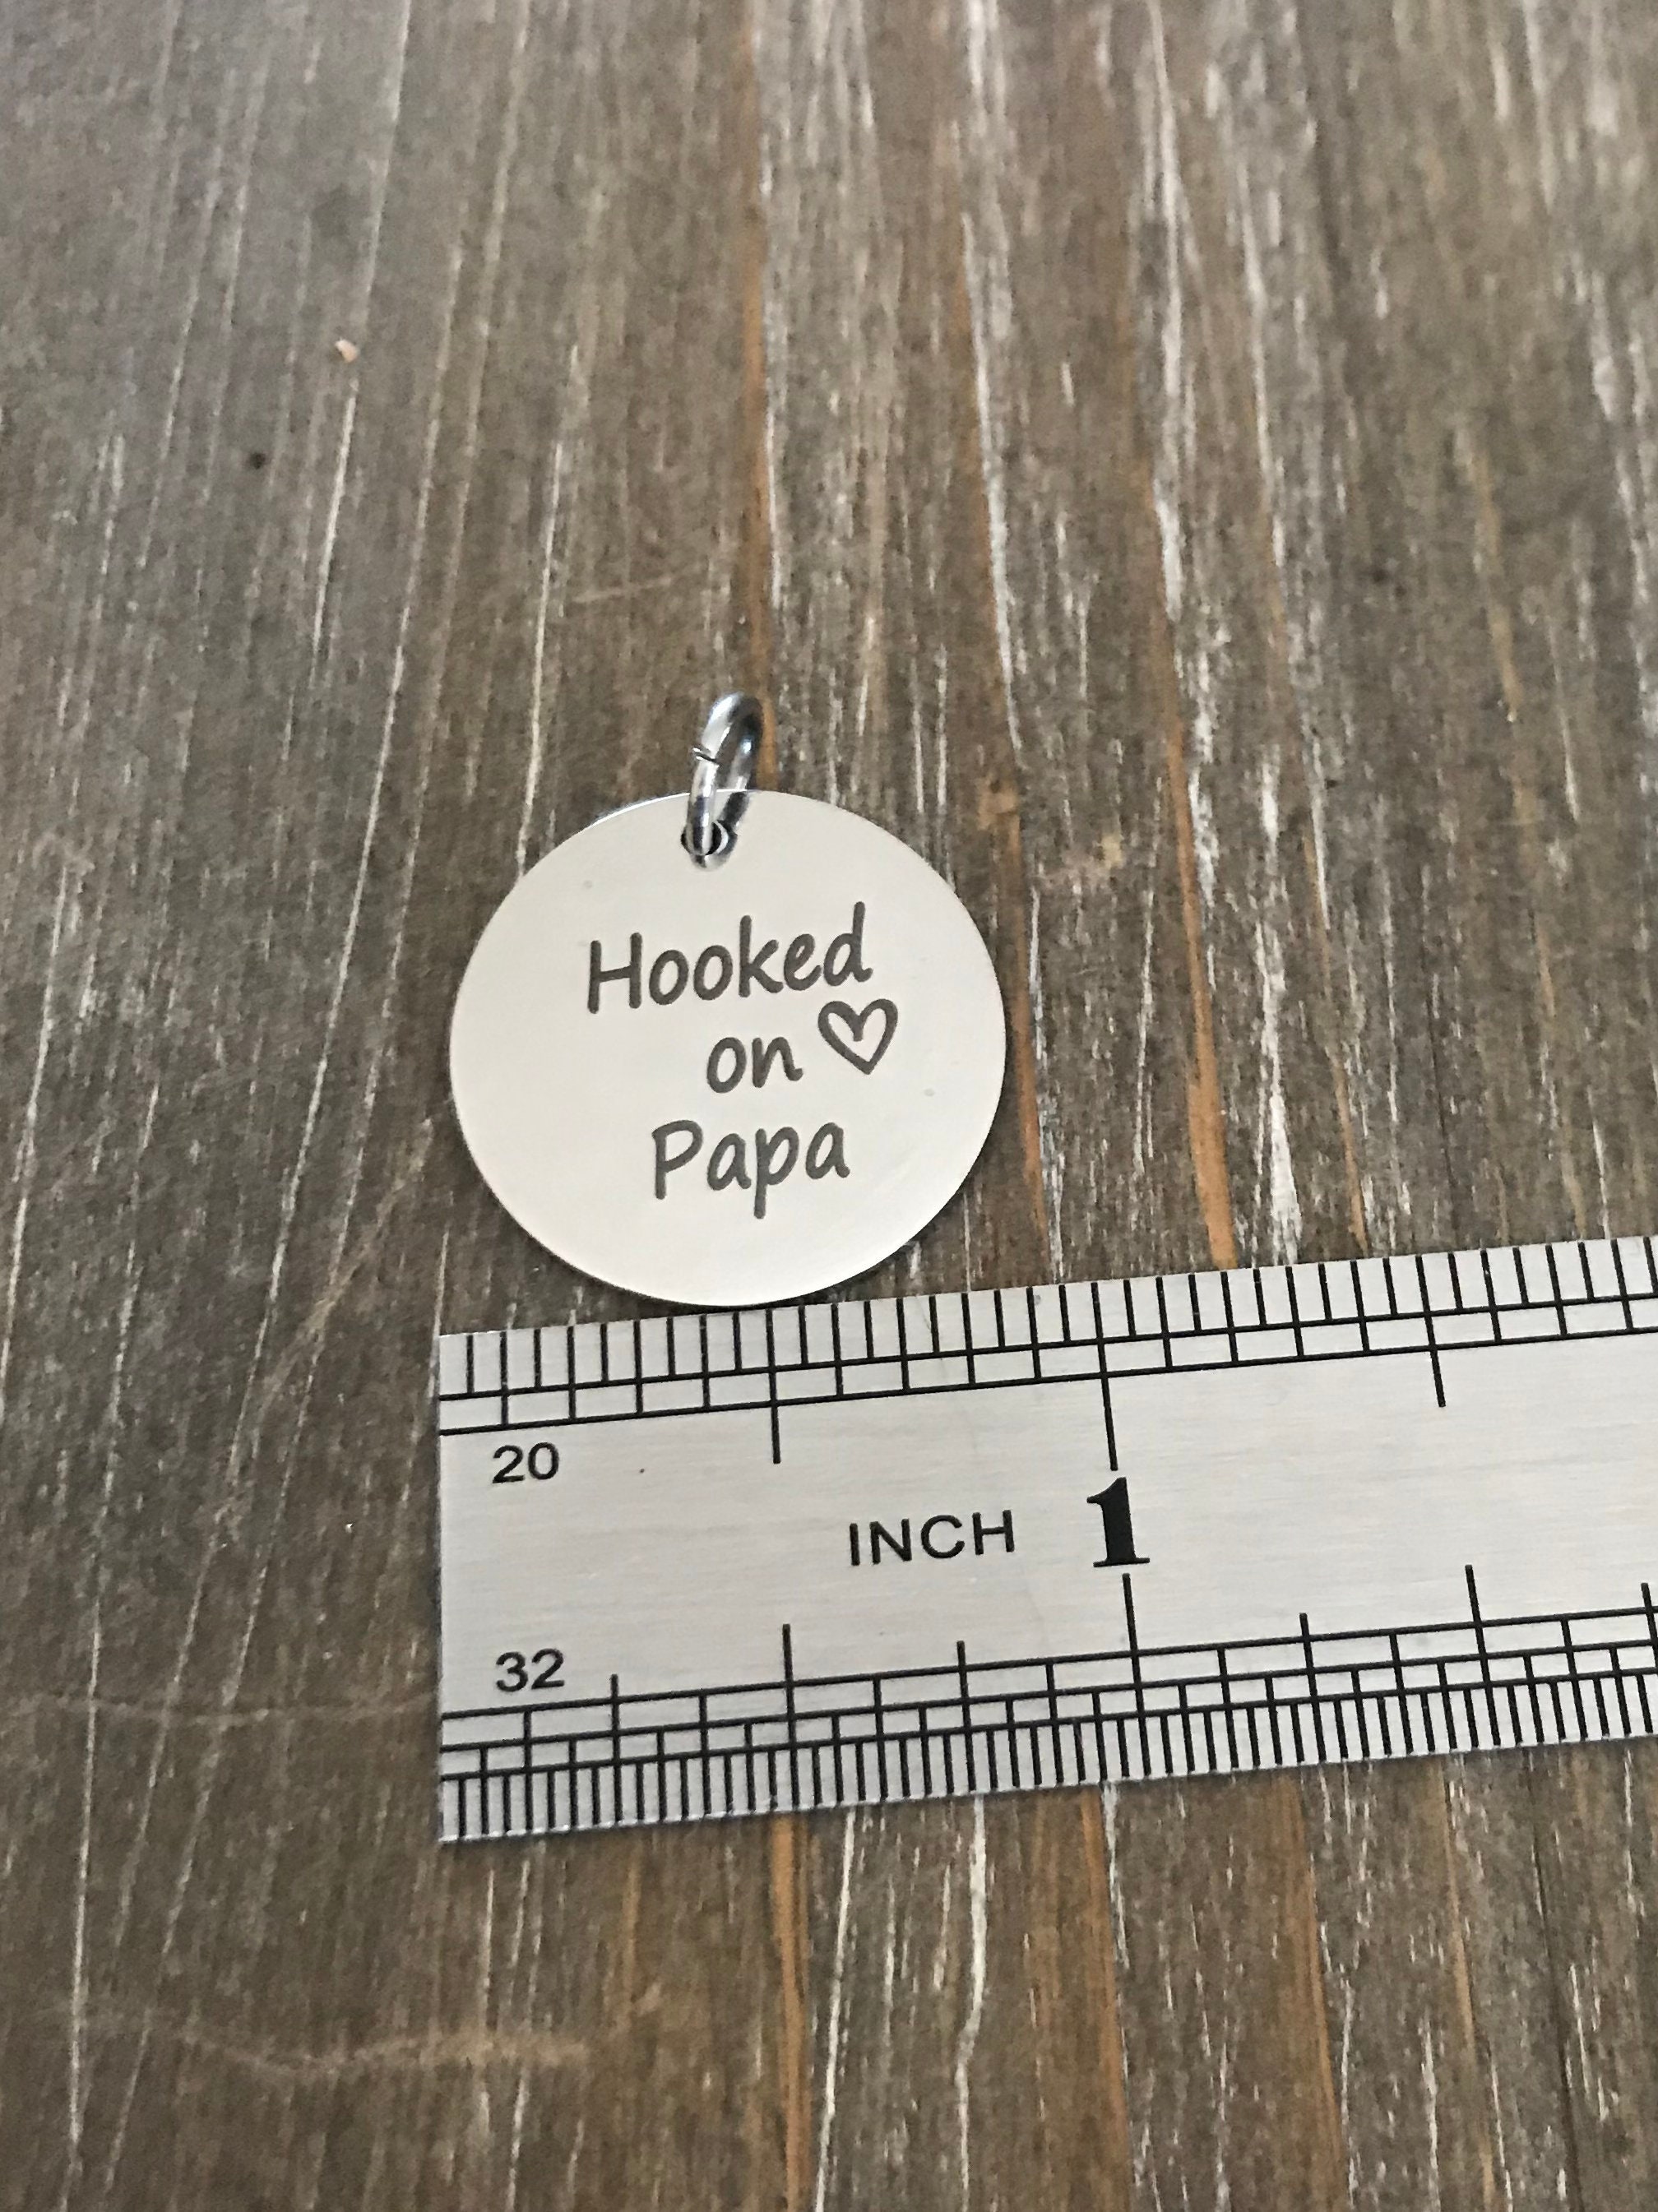 Hooked
on ♡
Papa
20
INCH 1
32